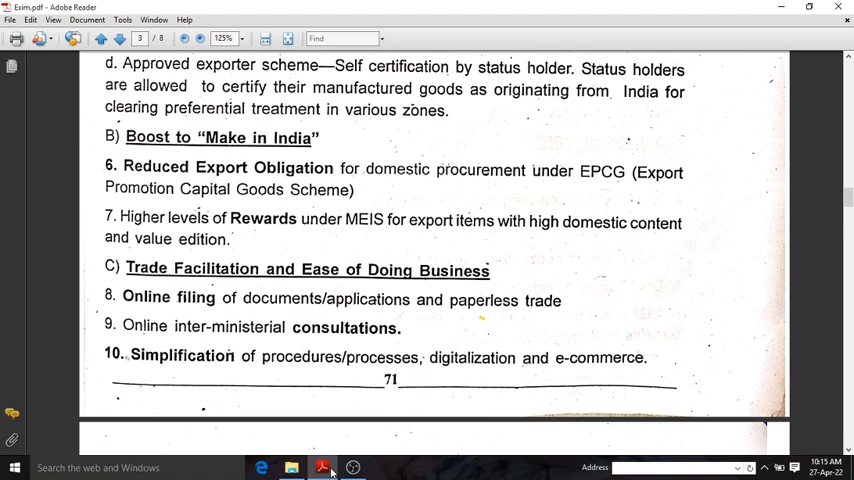 Exim.pdf - Adobe Reader
File Edit View Document Tools Window Help
3 / 8 125% Find
d. Approved exporter scheme—Self certification by status holder. Status holders
are allowed to certify their manufactured goods as originating from India for
clearing preferential treatment in various zones.
B) Boost to “Make in India”
6. Reduced Export Obligation for domestic procurement under EPCG (Export
Promotion Capital Goods Scheme)
7. Higher levels of Rewards under MEIS for export items with high domestic content
and value edition.
C) Trade Facilitation and Ease of Doing Business
8. Online filing of documents/applications and paperless trade
9. Online inter-ministerial consultations.
10. Simplification of procedures/processes, digitalization and e-commerce.
71
Search the web and Windows
Address
10:15 AM
27-Apr-22